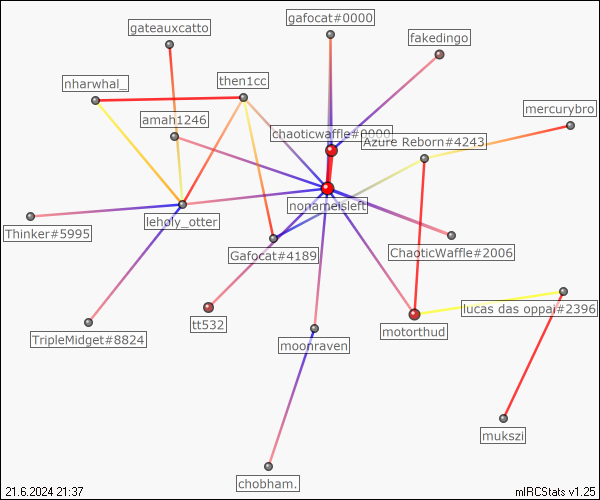 gafocat#0000
gateauxcatto
fakedingo
nharwhal_
then1cc
mercurybro
amah1246
chaoticwaffle#0000
Azure Reborn#4243
nonameisleft
leholy_otter
Thinker#5995
Gafocat#4189
ChaoticWaffle#2006
lucas das oppai#2396
tt532
motorthud
TripleMidget#8824
moonraven
mukszi
chobham.
21.6.2024 21:37
mIRCStats v1.25